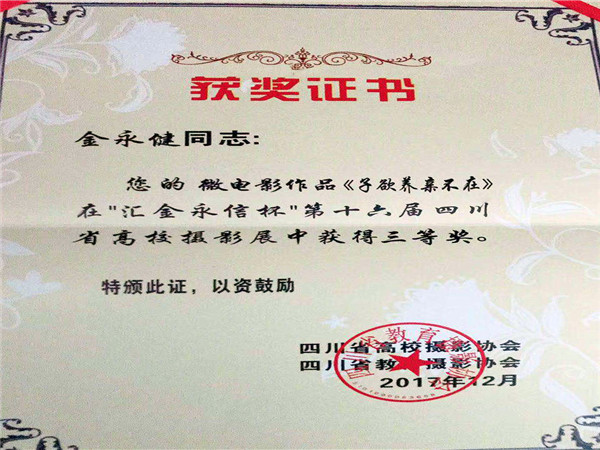 获奖证书
金永健同志:
您的 微电影作品《子欲养亲不在》
在"汇金永信杯"第十六届四川
省高校摄影展中获得三等奖。
特颁此证，以资鼓励
四川省高校摄影协会
四川省教育摄影协会
2017年12月